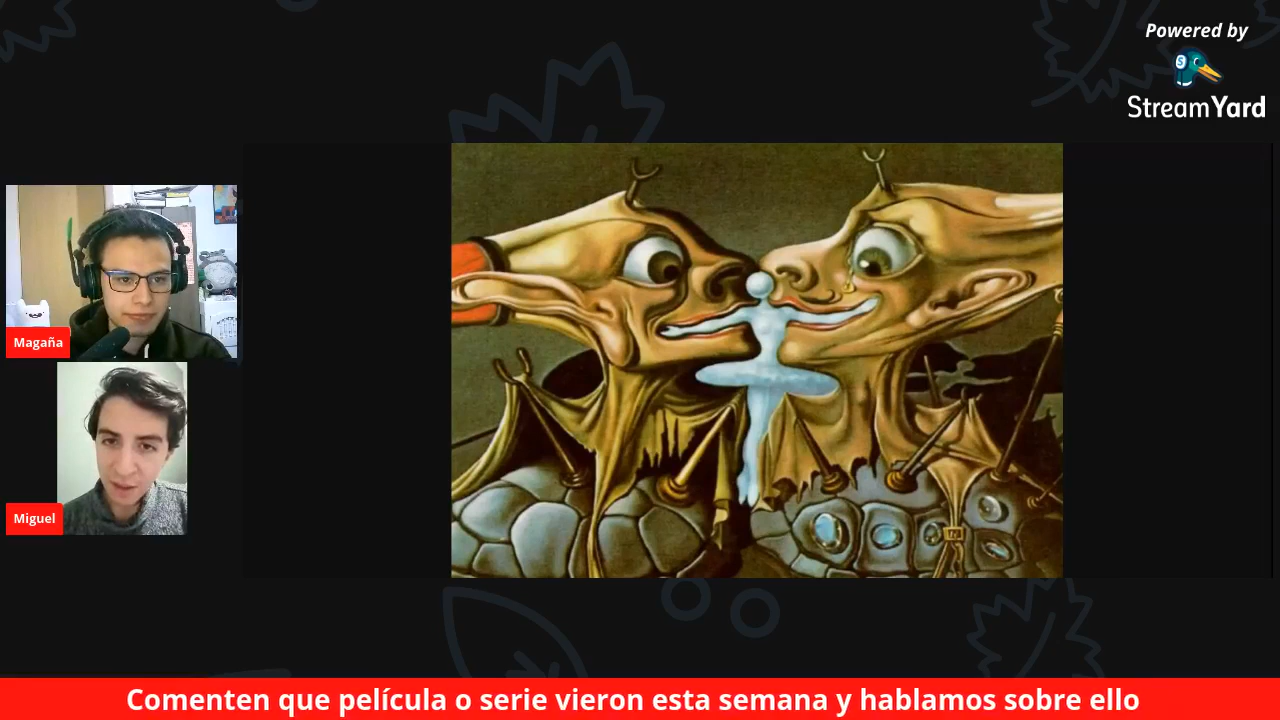 Powered by
StreamYard
Magaña
Miguel
Comenten que película o serie vieron esta semana y hablamos sobre ello